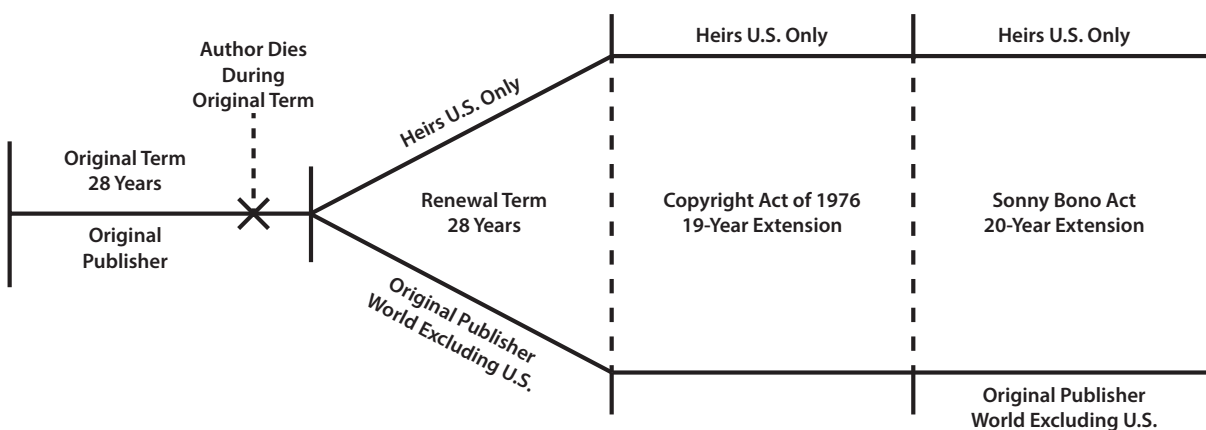 Author Dies
During
Original Term
Original Term
28 Years
Original
Publisher
Heirs U.S. Only
Renewal Term
28 Years
Original Publisher
World Excluding U.S.
Heirs U.S. Only
Copyright Act of 1976
19-Year Extension
Heirs U.S. Only
Sonny Bono Act
20-Year Extension
Original Publisher
World Excluding U.S.